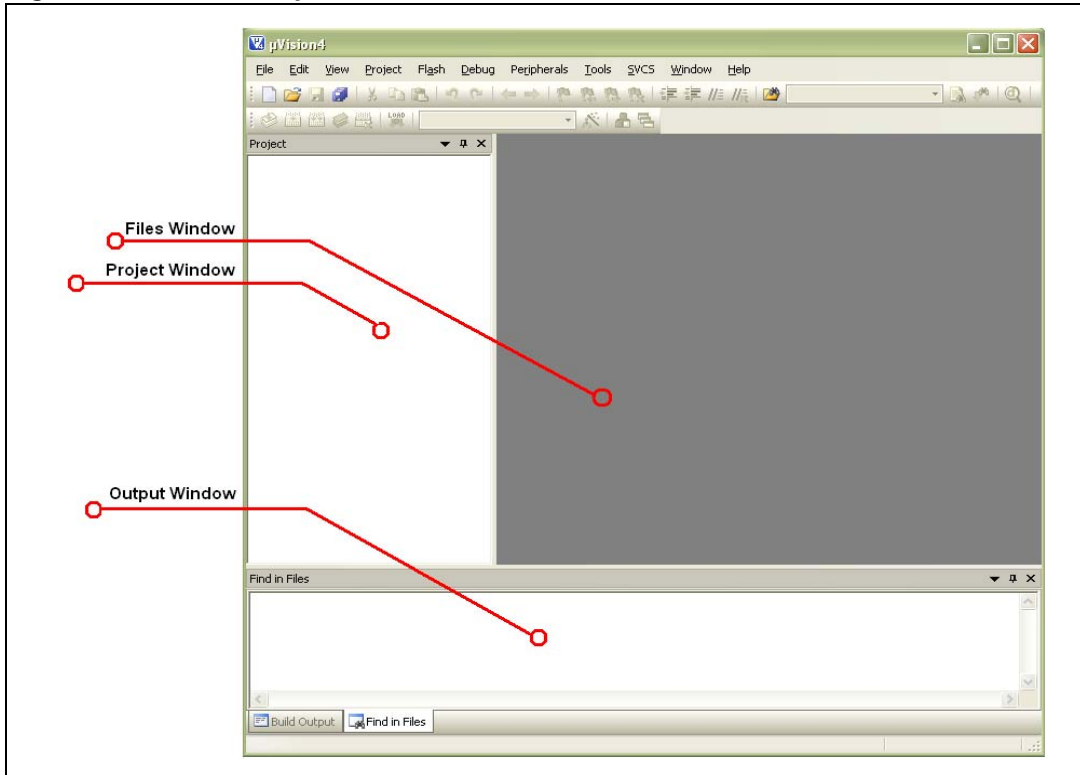 µVision4
File Edit View Project Flash Debug Peripherals Tools SVCS Window Help
LOAD
Project
Files Window
Project Window
Output Window
Find in Files
Build Output Find in Files